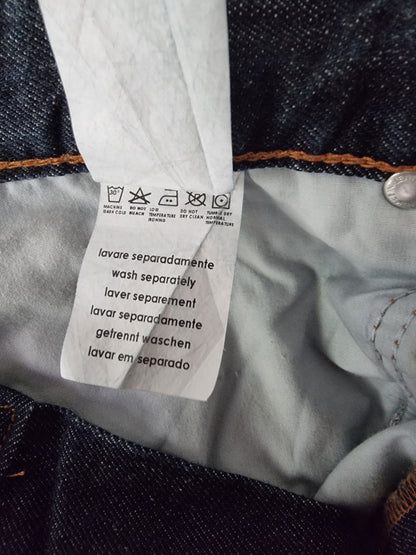 30°
MACHINE WASH COLD
DO NOT BLEACH
LOW TEMPERATURE IRONING
DO NOT DRY CLEAN
TUMBLE DRY NORMAL TEMPERATURE
lavare separadamente
wash separately
laver separement
lavar separadamente
getrennt waschen
lavar em separado